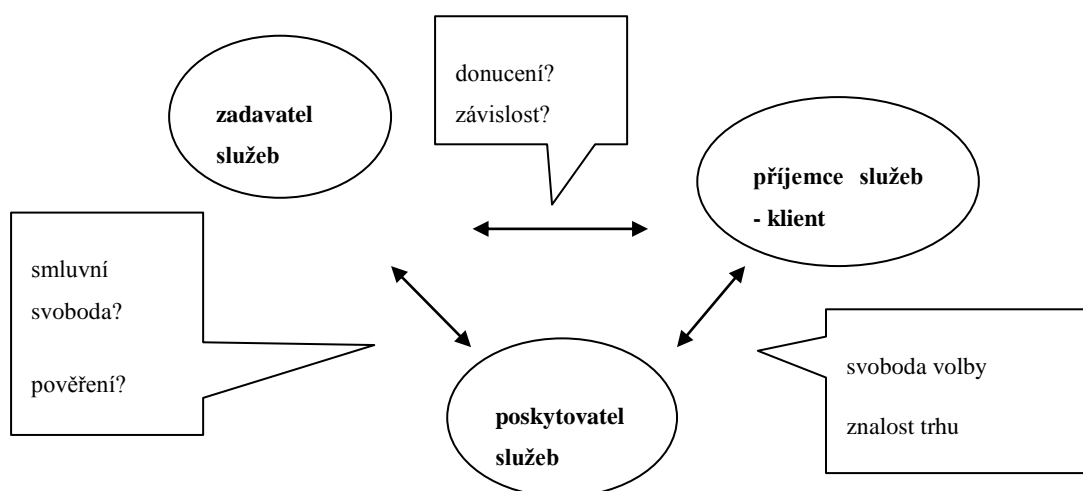 donucení?
závislost?
zadavatel
služeb
příjemce služeb
- klient
smluvní
svoboda?
pověření?
svoboda volby
znalost trhu
poskytovatel
služeb